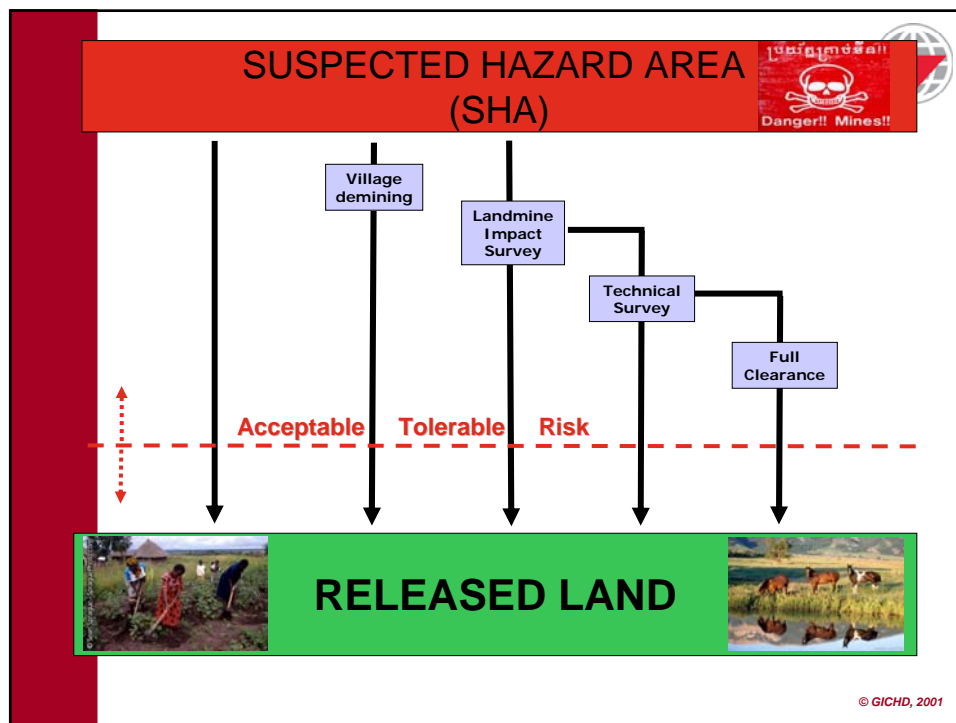 SUSPECTED HAZARD AREA
(SHA)
Danger!! Mines!!
Village
demining
Landmine
Impact
Survey
Technical
Survey
Full
Clearance
Acceptable Tolerable Risk
RELEASED LAND
© GICHD, 2001